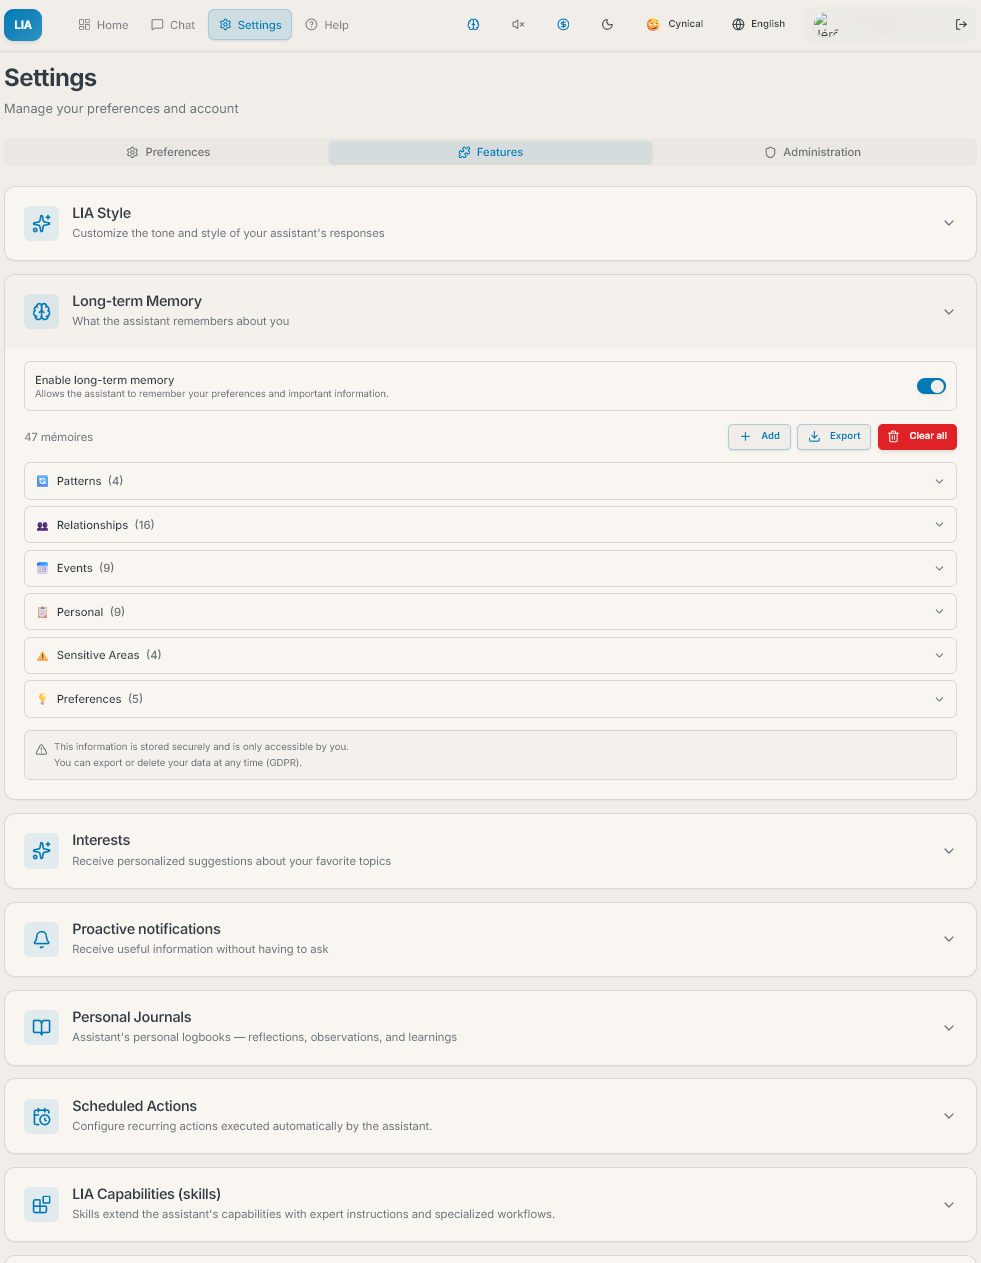 LIA
Home
Chat
Settings
Help
Cynical
English
Settings
Manage your preferences and account
Preferences
Features
Administration
LIA Style
Customize the tone and style of your assistant's responses
Long-term Memory
What the assistant remembers about you
Enable long-term memory
Allows the assistant to remember your preferences and important information.
47 mémoires
Add
Export
Clear all
Patterns (4)
Relationships (16)
Events (9)
Personal (9)
Sensitive Areas (4)
Preferences (5)
This information is stored securely and is only accessible by you.
You can export or delete your data at any time (GDPR).
Interests
Receive personalized suggestions about your favorite topics
Proactive notifications
Receive useful information without having to ask
Personal Journals
Assistant's personal logbooks — reflections, observations, and learnings
Scheduled Actions
Configure recurring actions executed automatically by the assistant.
LIA Capabilities (skills)
Skills extend the assistant's capabilities with expert instructions and specialized workflows.